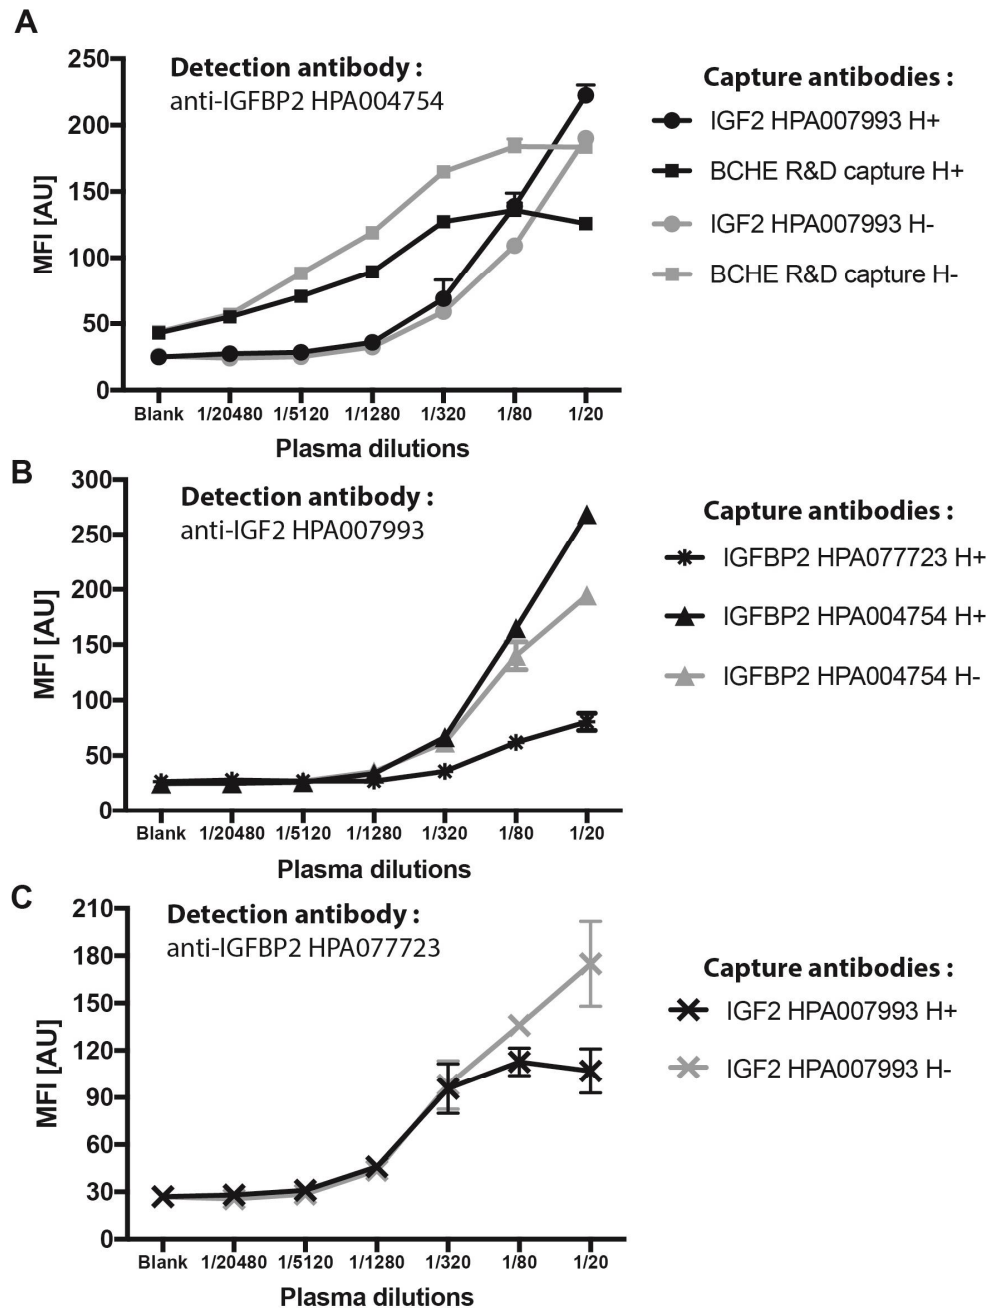 A
Detection antibody :
anti-IGFBP2 HPA004754
Capture antibodies :
IGF2 HPA007993 H+
BCHE R&D capture H+
IGF2 HPA007993 H-
BCHE R&D capture H-
MFI [AU]
250
200
150
100
50
0
Blank 1/20480 1/5120 1/1280 1/320 1/80 1/20
Plasma dilutions
B
Detection antibody :
anti-IGF2 HPA007993
Capture antibodies :
IGFBP2 HPA077723 H+
IGFBP2 HPA004754 H+
IGFBP2 HPA004754 H-
MFI [AU]
300
250
200
150
100
50
0
Blank 1/20480 1/5120 1/1280 1/320 1/80 1/20
Plasma dilutions
C
Detection antibody :
anti-IGFBP2 HPA077723
Capture antibodies :
IGF2 HPA007993 H+
IGF2 HPA007993 H-
MFI [AU]
210
180
150
120
90
60
30
0
Blank 1/20480 1/5120 1/1280 1/320 1/80 1/20
Plasma dilutions